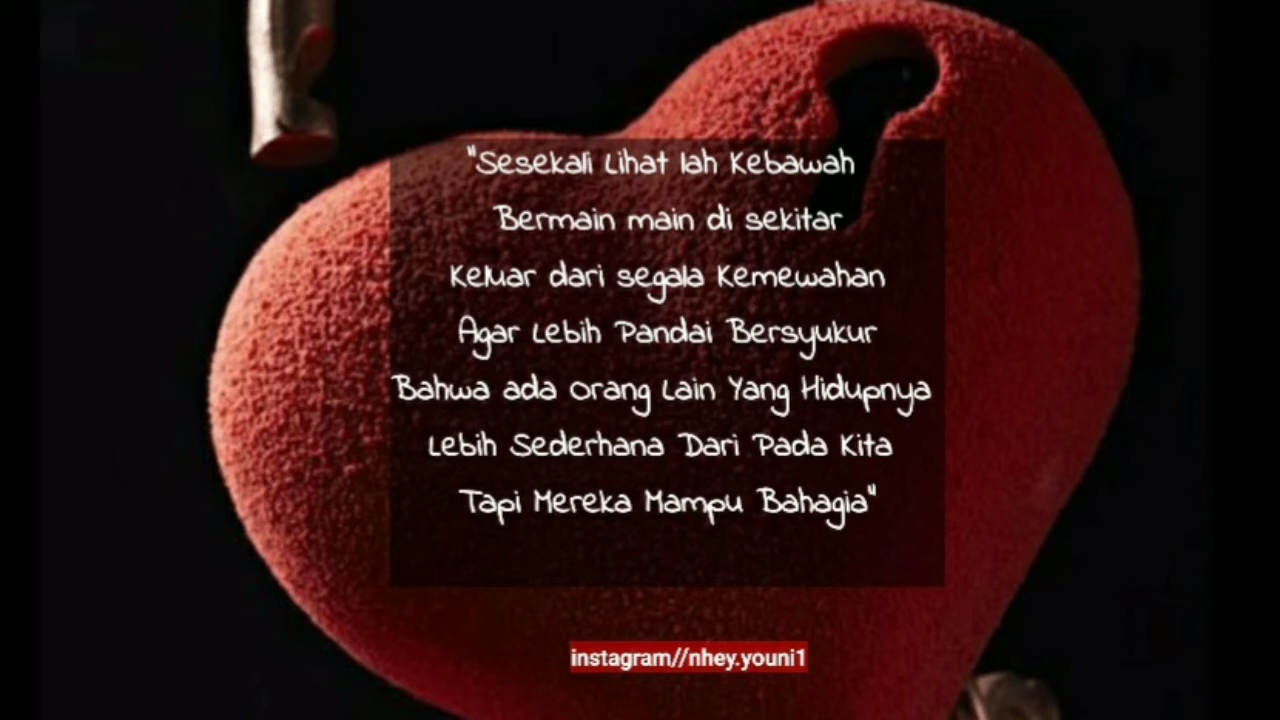 "Sesekali Lihat lah Kebawah
Bermain main di sekitar
Keluar dari segala Kemewahan
Agar Lebih Pandai Bersyukur
Bahwa ada Orang Lain Yang Hidupnya
Lebih Sederhana Dari Pada Kita
Tapi Mereka Mampu Bahagia"
instagram//nhey.youni1